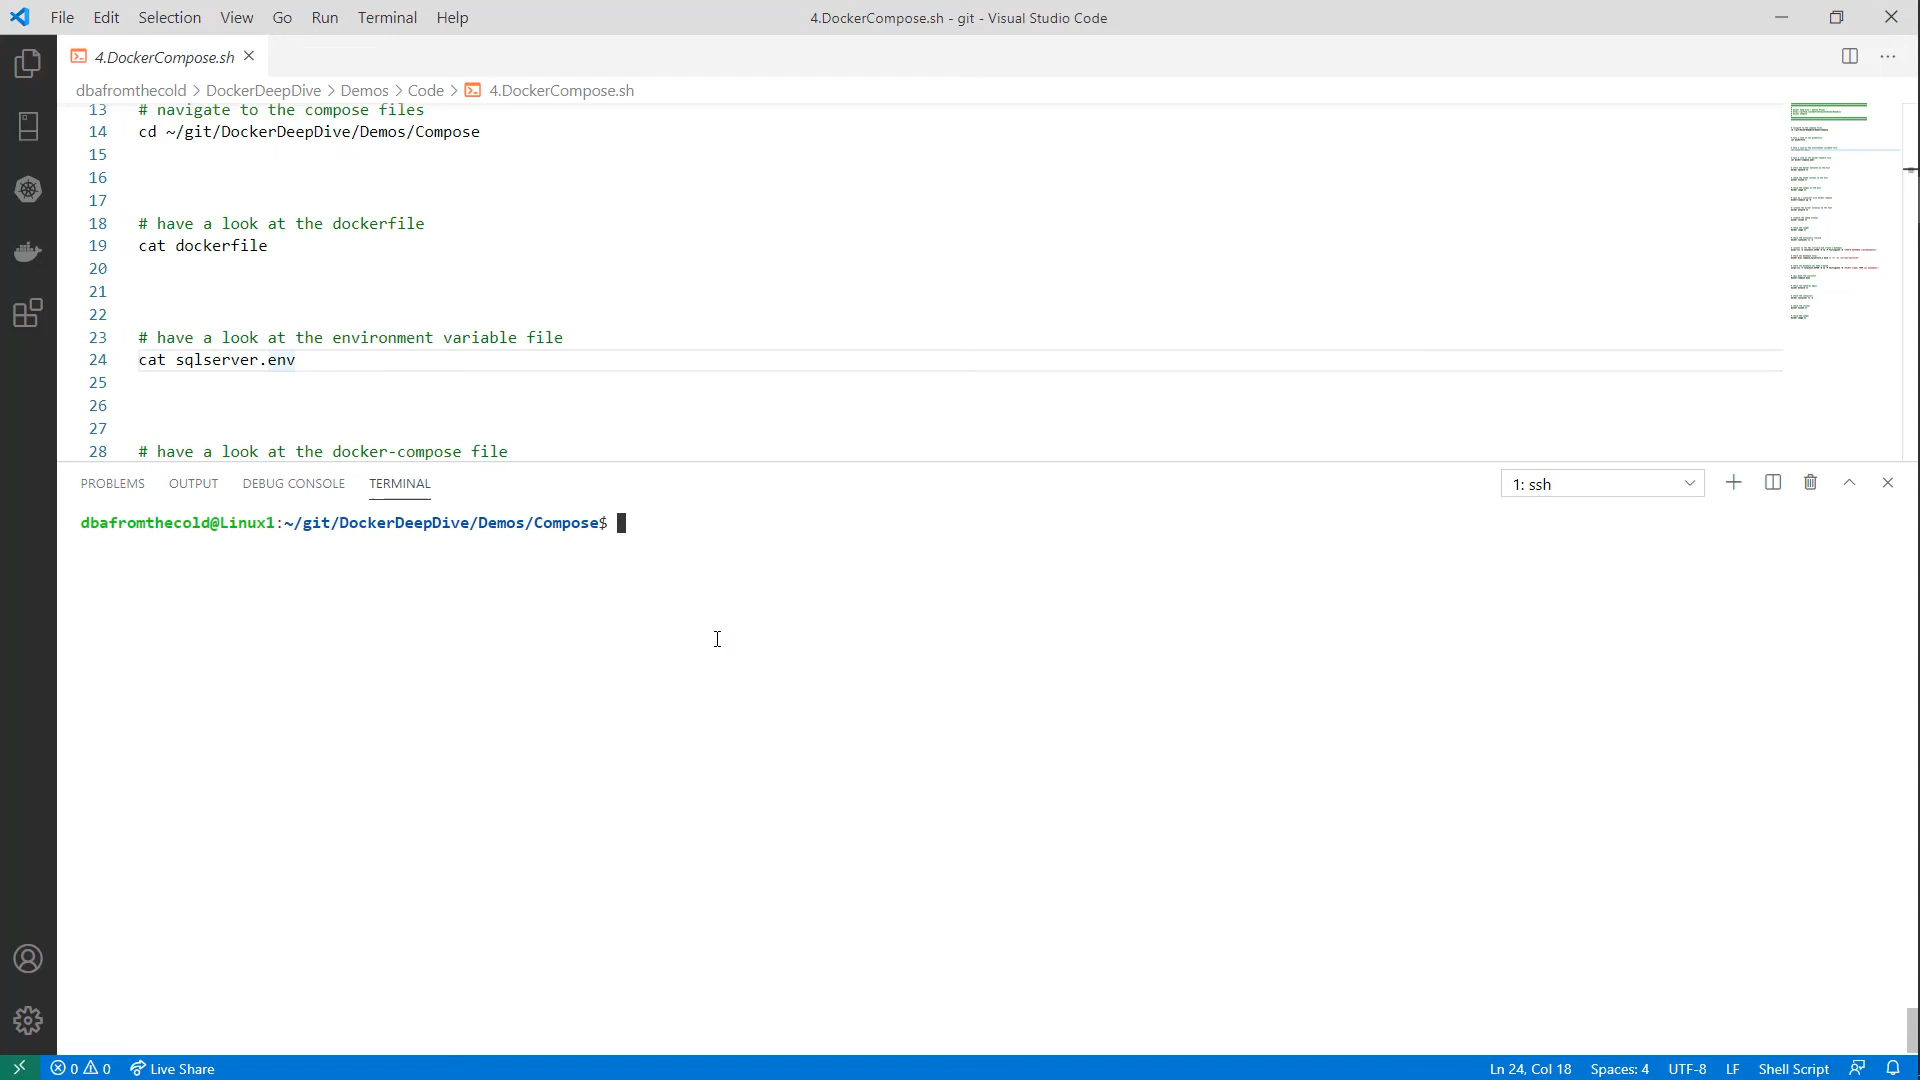 File Edit Selection View Go Run Terminal Help
4.DockerCompose.sh - git - Visual Studio Code
4.DockerCompose.sh
dbafromthecold > DockerDeepDive > Demos > Code > 4.DockerCompose.sh
13 # navigate to the compose files
14 cd ~/git/DockerDeepDive/Demos/Compose
15
16
17
18 # have a look at the dockerfile
19 cat dockerfile
20
21
22
23 # have a look at the environment variable file
24 cat sqlserver.env
25
26
27
28 # have a look at the docker-compose file
PROBLEMS OUTPUT DEBUG CONSOLE TERMINAL
1: ssh
dbafromthecold@Linux1:~/git/DockerDeepDive/Demos/Compose$
0 0 Live Share
Ln 24, Col 18 Spaces: 4 UTF-8 LF Shell Script